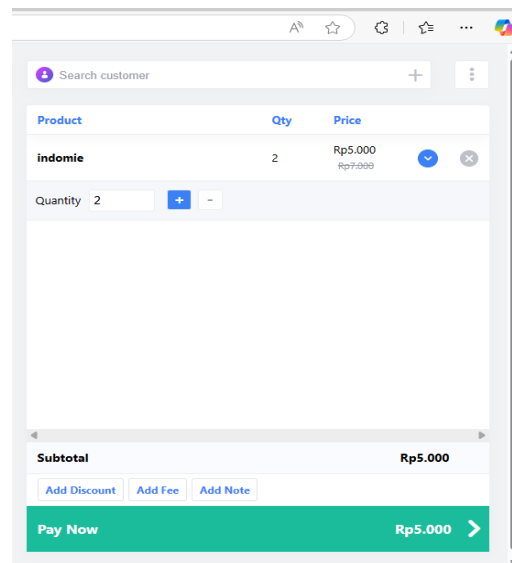 Search customer
Product Qty Price
indomie 2 Rp5.000
Rp7.000
Quantity 2 + -
Subtotal Rp5.000
Add Discount Add Fee Add Note
Pay Now Rp5.000